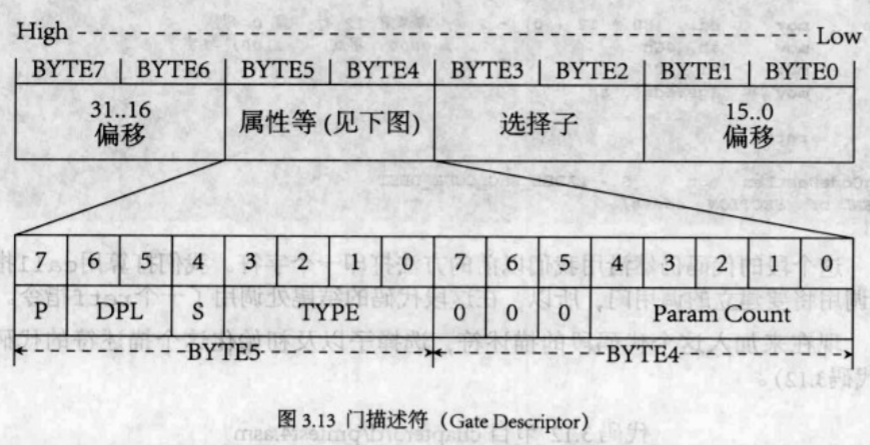 High Low
BYTE7 BYTE6 BYTE5 BYTE4 BYTE3 BYTE2 BYTE1 BYTE0
31..16 15..0
偏移 属性等 (见下图) 选择子 偏移
7 6 5 4 3 2 1 0 7 6 5 4 3 2 1 0
P DPL S TYPE 0 0 0 Param Count
BYTE5 BYTE4
图 3.13 门描述符（Gate Descriptor）